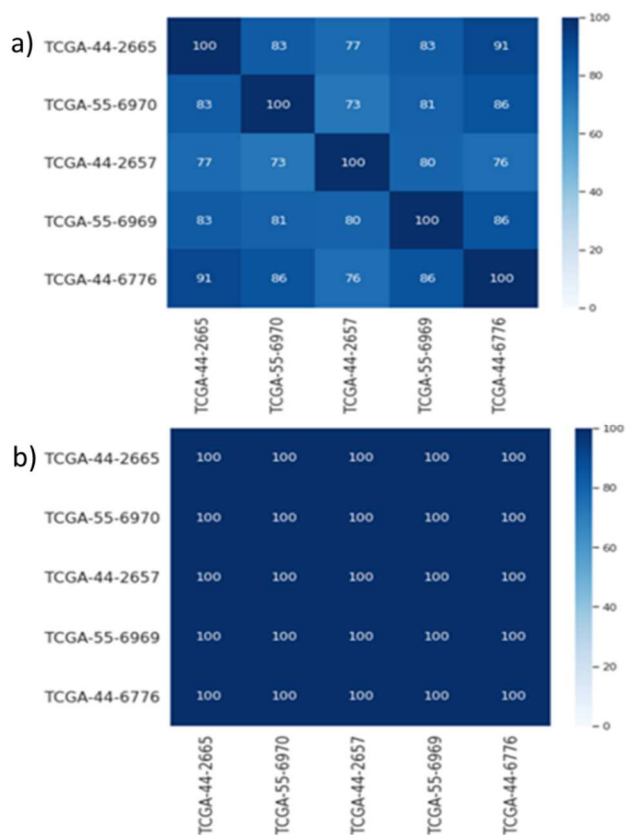 a)
100
TCGA-44-2665 100 83 77 83 91
80
TCGA-55-6970 83 100 73 81 86
60
TCGA-44-2657 77 73 100 80 76
40
TCGA-55-6969 83 81 80 100 86
20
TCGA-44-6776 91 86 76 86 100
0
TCGA-44-2665 TCGA-55-6970 TCGA-44-2657 TCGA-55-6969 TCGA-44-6776
b)
100
TCGA-44-2665 100 100 100 100 100
80
TCGA-55-6970 100 100 100 100 100
60
TCGA-44-2657 100 100 100 100 100
40
TCGA-55-6969 100 100 100 100 100
20
TCGA-44-6776 100 100 100 100 100
0
TCGA-44-2665 TCGA-55-6970 TCGA-44-2657 TCGA-55-6969 TCGA-44-6776